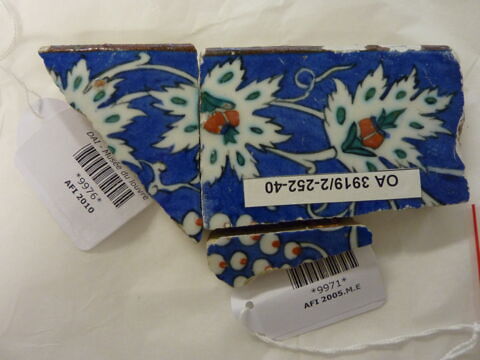 DAI - Musée du louvre
*9976*
AFI 2010
OA 3919/2-252-40
*9971*
AFI 2005.M.E